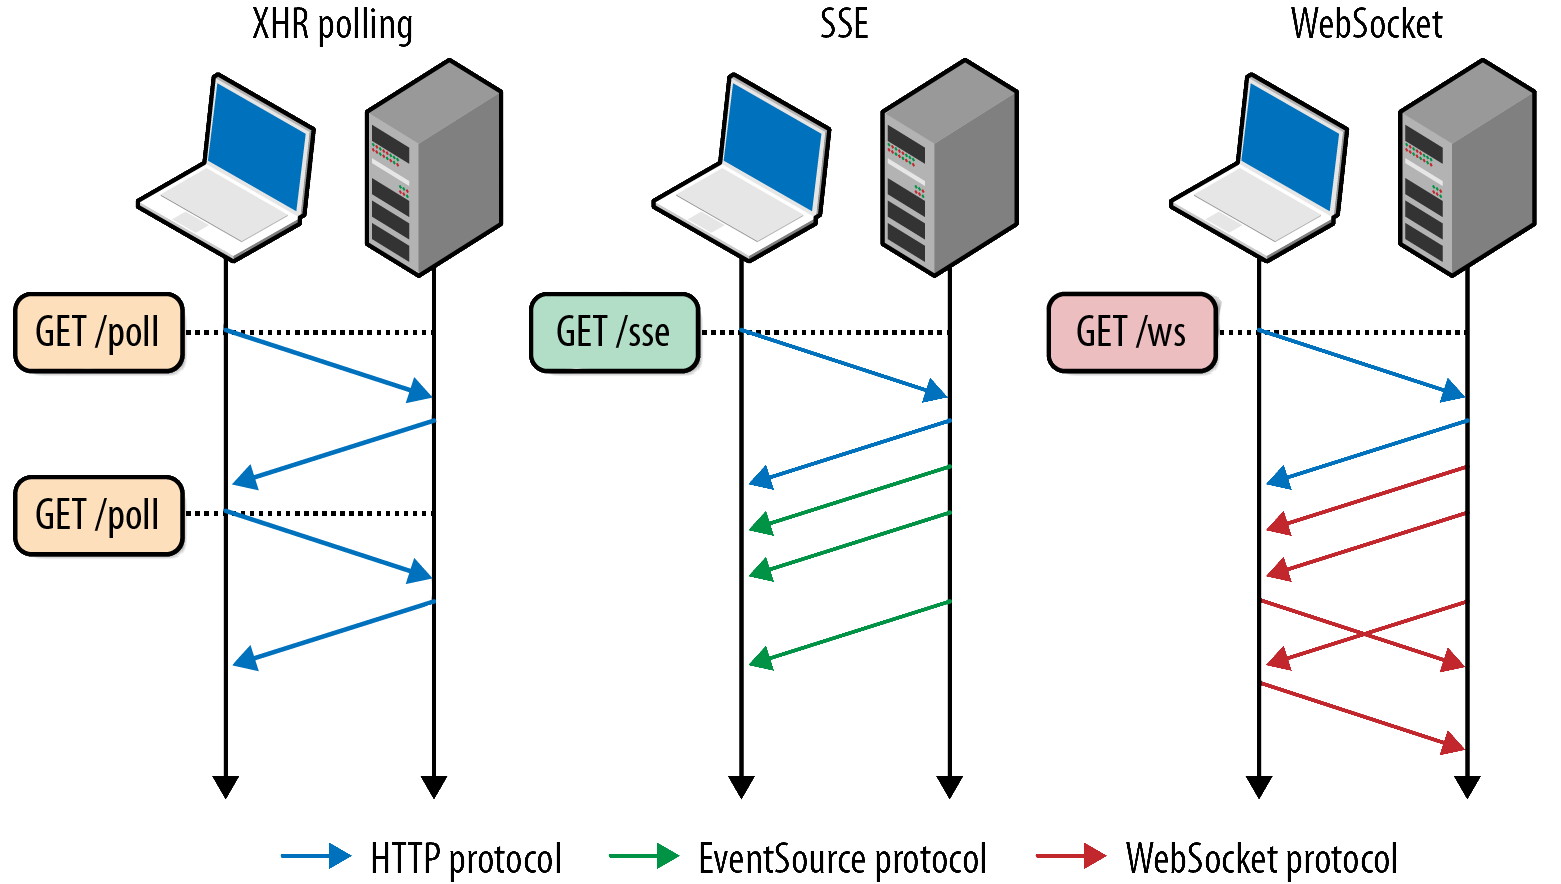 XHR polling
SSE
WebSocket
GET /poll
GET /sse
GET /ws
GET /poll
HTTP protocol
EventSource protocol
WebSocket protocol